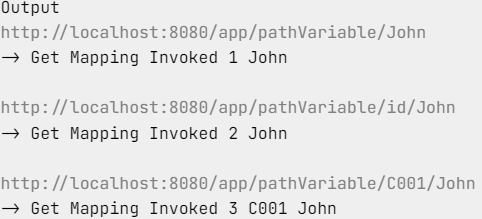 Output
http://localhost:8080/app/pathVariable/John
-> Get Mapping Invoked 1 John
http://localhost:8080/app/pathVariable/id/John
-> Get Mapping Invoked 2 John
http://localhost:8080/app/pathVariable/C001/John
-> Get Mapping Invoked 3 C001 John